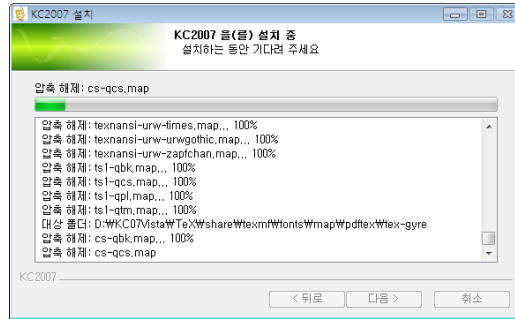 KC2007 설치
KC2007 을(를) 설치 중
설치하는 동안 기다려 주세요
압축 해제: cs-qcs,map
압축 해제: texnansi-urw-times,map,,, 100%
압축 해제: texnansi-urw-urwgothic,map,,, 100%
압축 해제: texnansi-urw-zapfchan,map,,, 100%
압축 해제: ts1-qbk,map,,, 100%
압축 해제: ts1-qcs,map,,, 100%
압축 해제: ts1-qpl,map,,, 100%
압축 해제: ts1-qtm,map,,, 100%
대상 폴더: D:₩KC07Vista₩TeX₩share₩texmf₩fonts₩map₩pdftex₩tex-gyre
압축 해제: cs-qbk,map,,, 100%
압축 해제: cs-qcs,map
KC2007
< 뒤로 다음 > 취소